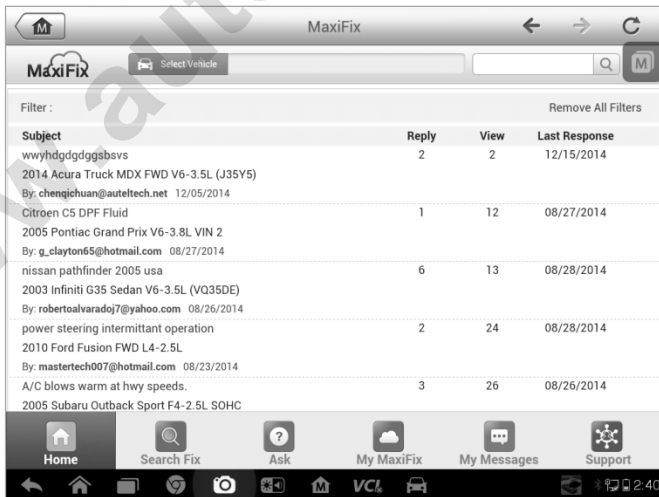 MaxiFix
MaxiFix
Select Vehicle
M
Filter :
Remove All Filters
Subject Reply View Last Response
wwyhdgdgdggsbsvs 2 2 12/15/2014
2014 Acura Truck MDX FWD V6-3.5L (J35Y5)
By: chenqichuan@auteltech.net 12/05/2014
Citroen C5 DPF Fluid 1 12 08/27/2014
2005 Pontiac Grand Prix V6-3.8L VIN 2
By: g_clayton65@hotmail.com 08/27/2014
nissan pathfinder 2005 usa 6 13 08/28/2014
2003 Infiniti G35 Sedan V6-3.5L (VQ35DE)
By: robertoalvaradoj7@yahoo.com 08/26/2014
power steering intermittant operation 2 24 08/28/2014
2010 Ford Fusion FWD L4-2.5L
By: mastertech007@hotmail.com 08/23/2014
A/C blows warm at hwy speeds. 3 26 08/26/2014
2005 Subaru Outback Sport F4-2.5L SOHC
Home Search Fix Ask My MaxiFix My Messages Support
VCI 2:40